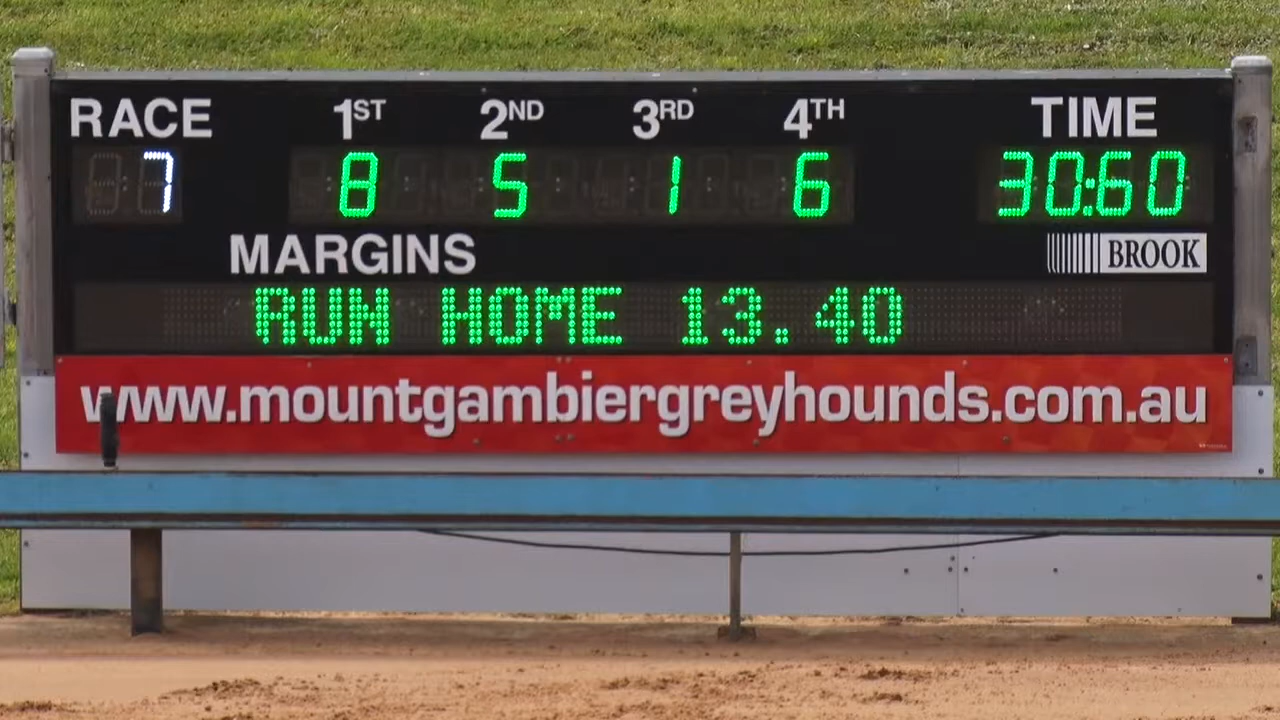 RACE 1ST 2ND 3RD 4TH TIME
7 8 5 1 6 30:60
MARGINS BROOK
RUN HOME 13.40
www.mountgambiergreyhounds.com.au